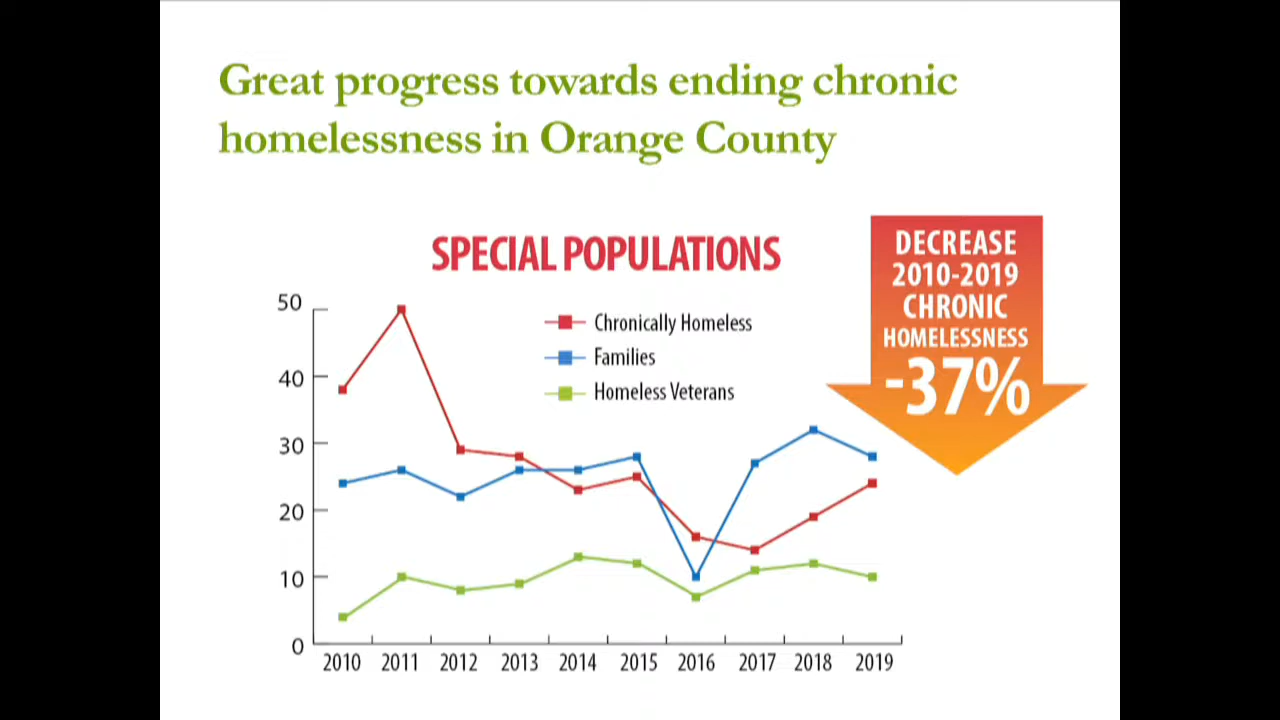 Great progress towards ending chronic
homelessness in Orange County
SPECIAL POPULATIONS
DECREASE
2010-2019
CHRONIC
HOMELESSNESS
-37%
Chronically Homeless
Families
Homeless Veterans
50
40
30
20
10
0
2010 2011 2012 2013 2014 2015 2016 2017 2018 2019